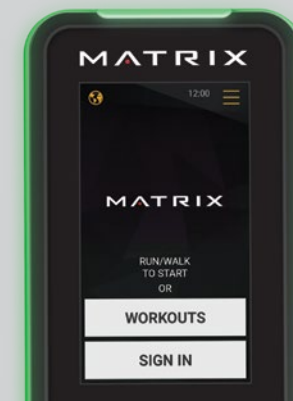 MATRIX
12:00
MATRIX
RUN/WALK
TO START
OR
WORKOUTS
SIGN IN